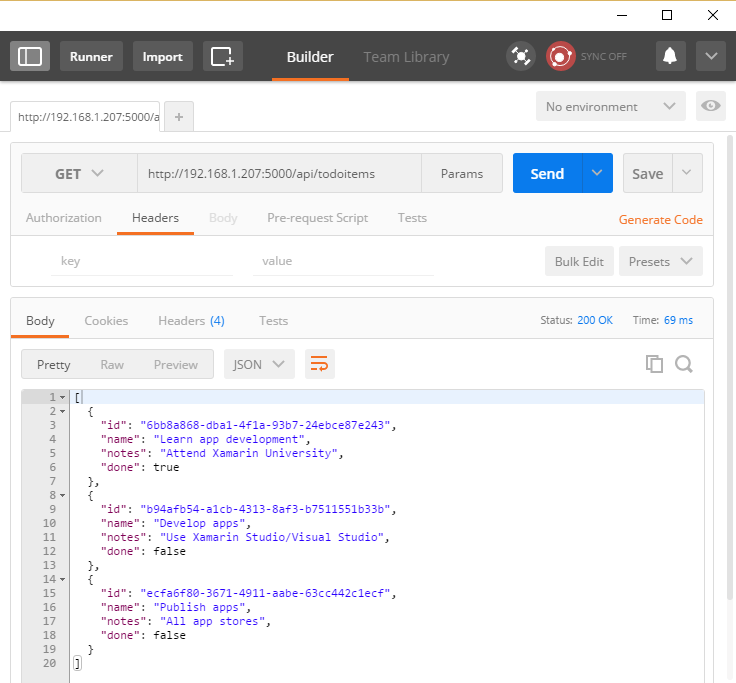 Runner Import Builder Team Library SYNC OFF
http://192.168.1.207:5000/a + No environment
GET http://192.168.1.207:5000/api/todoitems Params Send Save
Authorization Headers Body Pre-request Script Tests Generate Code
key value Bulk Edit Presets
Body Cookies Headers (4) Tests Status: 200 OK Time: 69 ms
Pretty Raw Preview JSON
1 [
2 {
3 "id": "6bb8a868-dba1-4f1a-93b7-24ebce87e243",
4 "name": "Learn app development",
5 "notes": "Attend Xamarin University",
6 "done": true
7 },
8 {
9 "id": "b94afb54-a1cb-4313-8af3-b7511551b33b",
10 "name": "Develop apps",
11 "notes": "Use Xamarin Studio/Visual Studio",
12 "done": false
13 },
14 {
15 "id": "ecfa6f80-3671-4911-aabe-63cc442c1ecf",
16 "name": "Publish apps",
17 "notes": "All app stores",
18 "done": false
19 }
20 ]